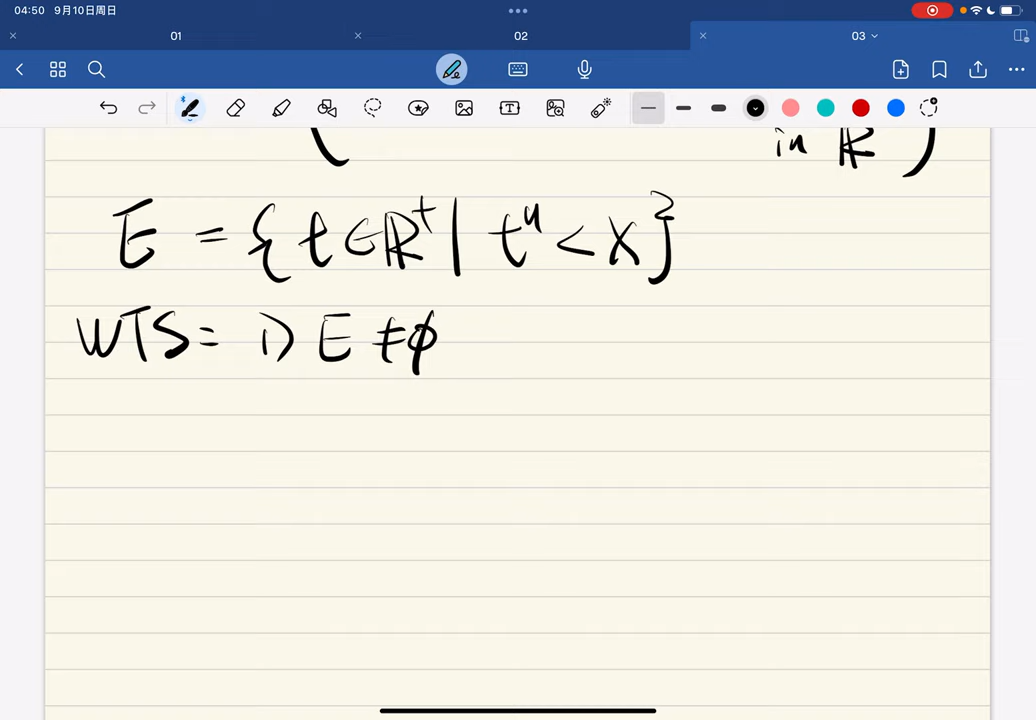 04:50 9月10日周日
01 02 03
in ℝ )
E = {t∈ℝ⁺| tⁿ < x}
WTS: 1) E ≠ ϕ